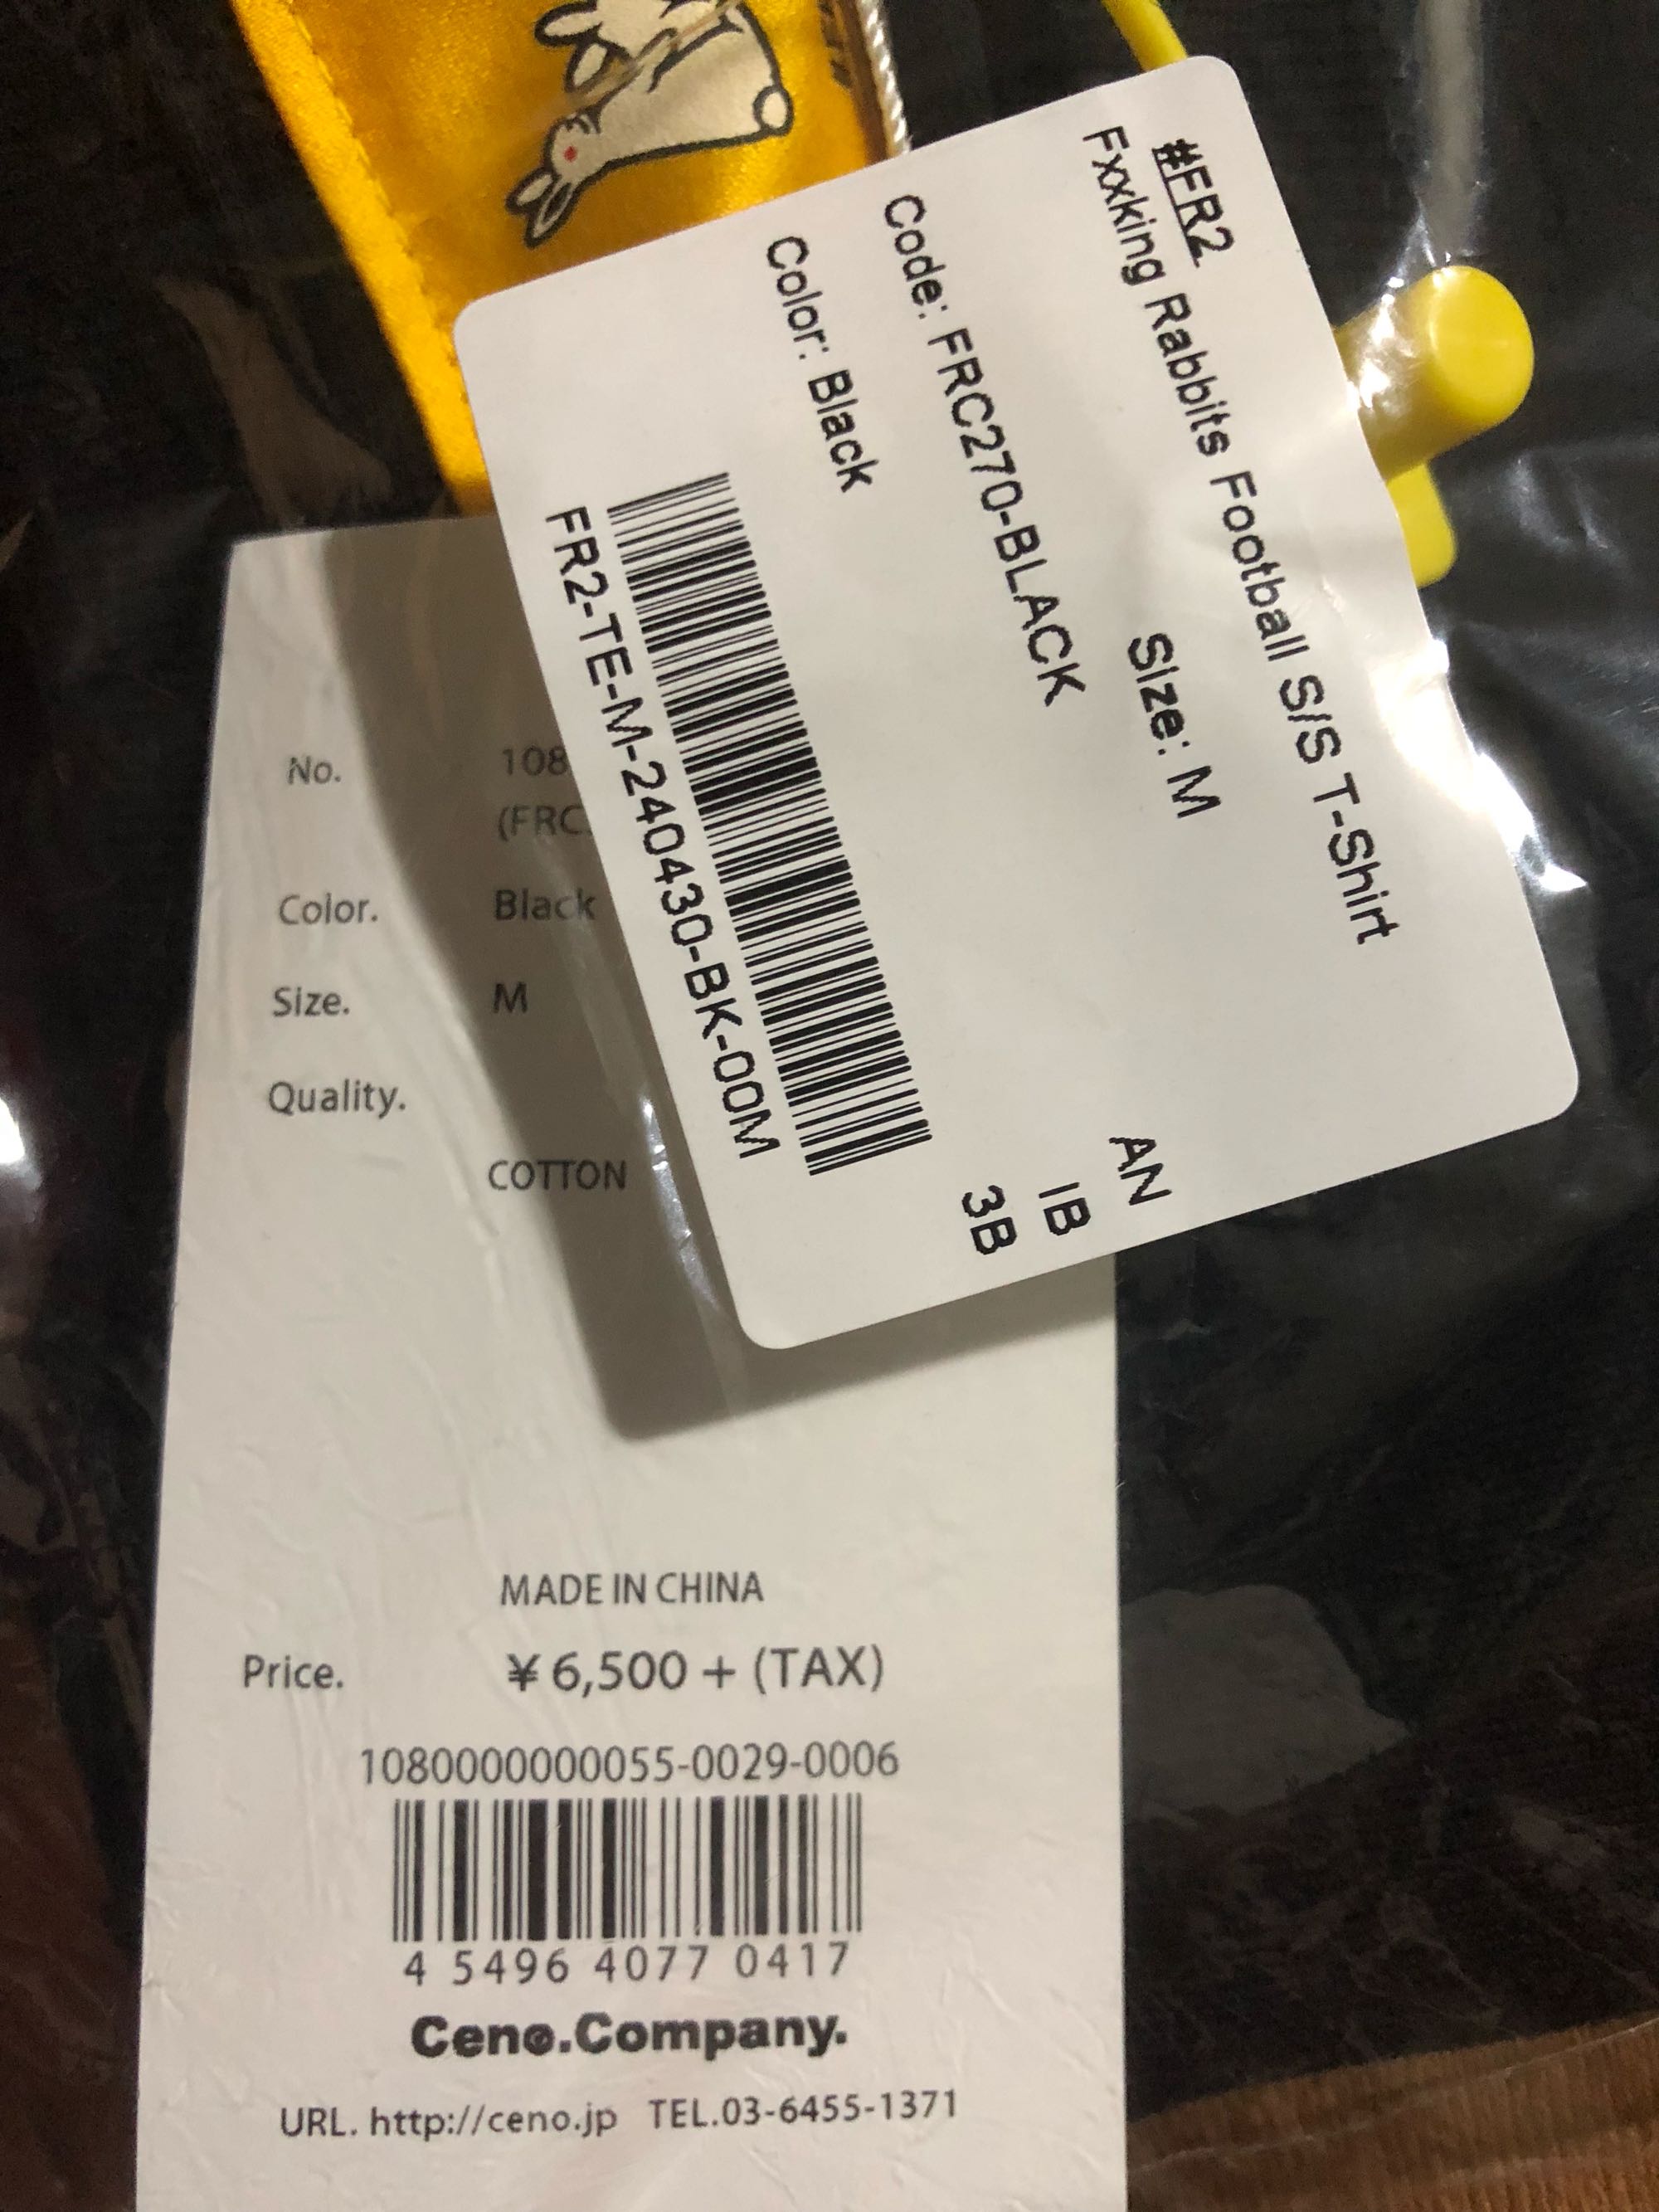 #FR2
Fxxking Rabbits Football S/S T-Shirt
Size: M
Code: FRC270-BLACK
Color: Black
AN
IB
3B
FR2-TE-M-240430-BK-00M
No. 108
(FRC
Color. Black
Size. M
Quality.
COTTON
MADE IN CHINA
Price. ¥ 6,500 + (TAX)
1080000000055-0029-0006
4 5496 4077 0417
Ceno.Company.
URL. http://ceno.jp TEL.03-6455-1371